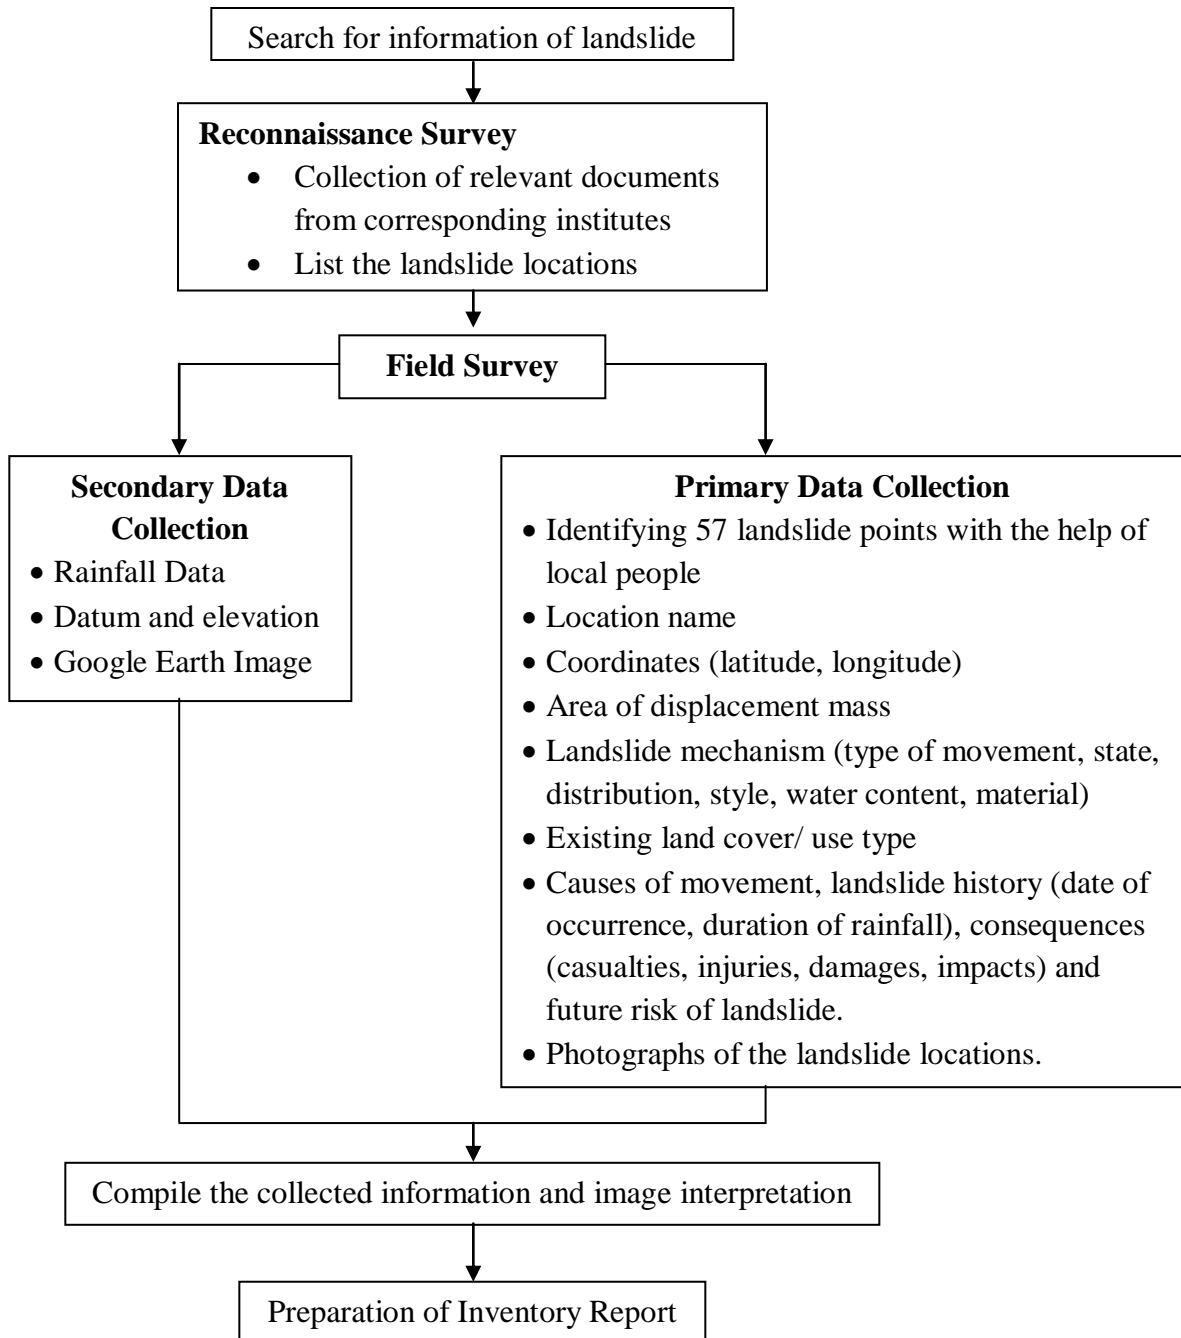 Search for information of landslide
Reconnaissance Survey
• Collection of relevant documents
from corresponding institutes
• List the landslide locations
Field Survey
Secondary Data
Collection
• Rainfall Data
• Datum and elevation
• Google Earth Image
Primary Data Collection
• Identifying 57 landslide points with the help of
local people
• Location name
• Coordinates (latitude, longitude)
• Area of displacement mass
• Landslide mechanism (type of movement, state,
distribution, style, water content, material)
• Existing land cover/ use type
• Causes of movement, landslide history (date of
occurrence, duration of rainfall), consequences
(casualties, injuries, damages, impacts) and
future risk of landslide.
• Photographs of the landslide locations.
Compile the collected information and image interpretation
Preparation of Inventory Report